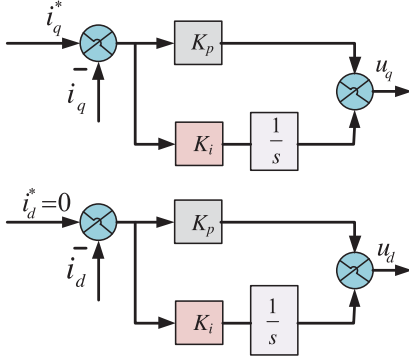 i_q^*
K_p
u_q
−
i_q
K_i
1/s
i_d^*=0
K_p
u_d
−
i_d
K_i
1/s